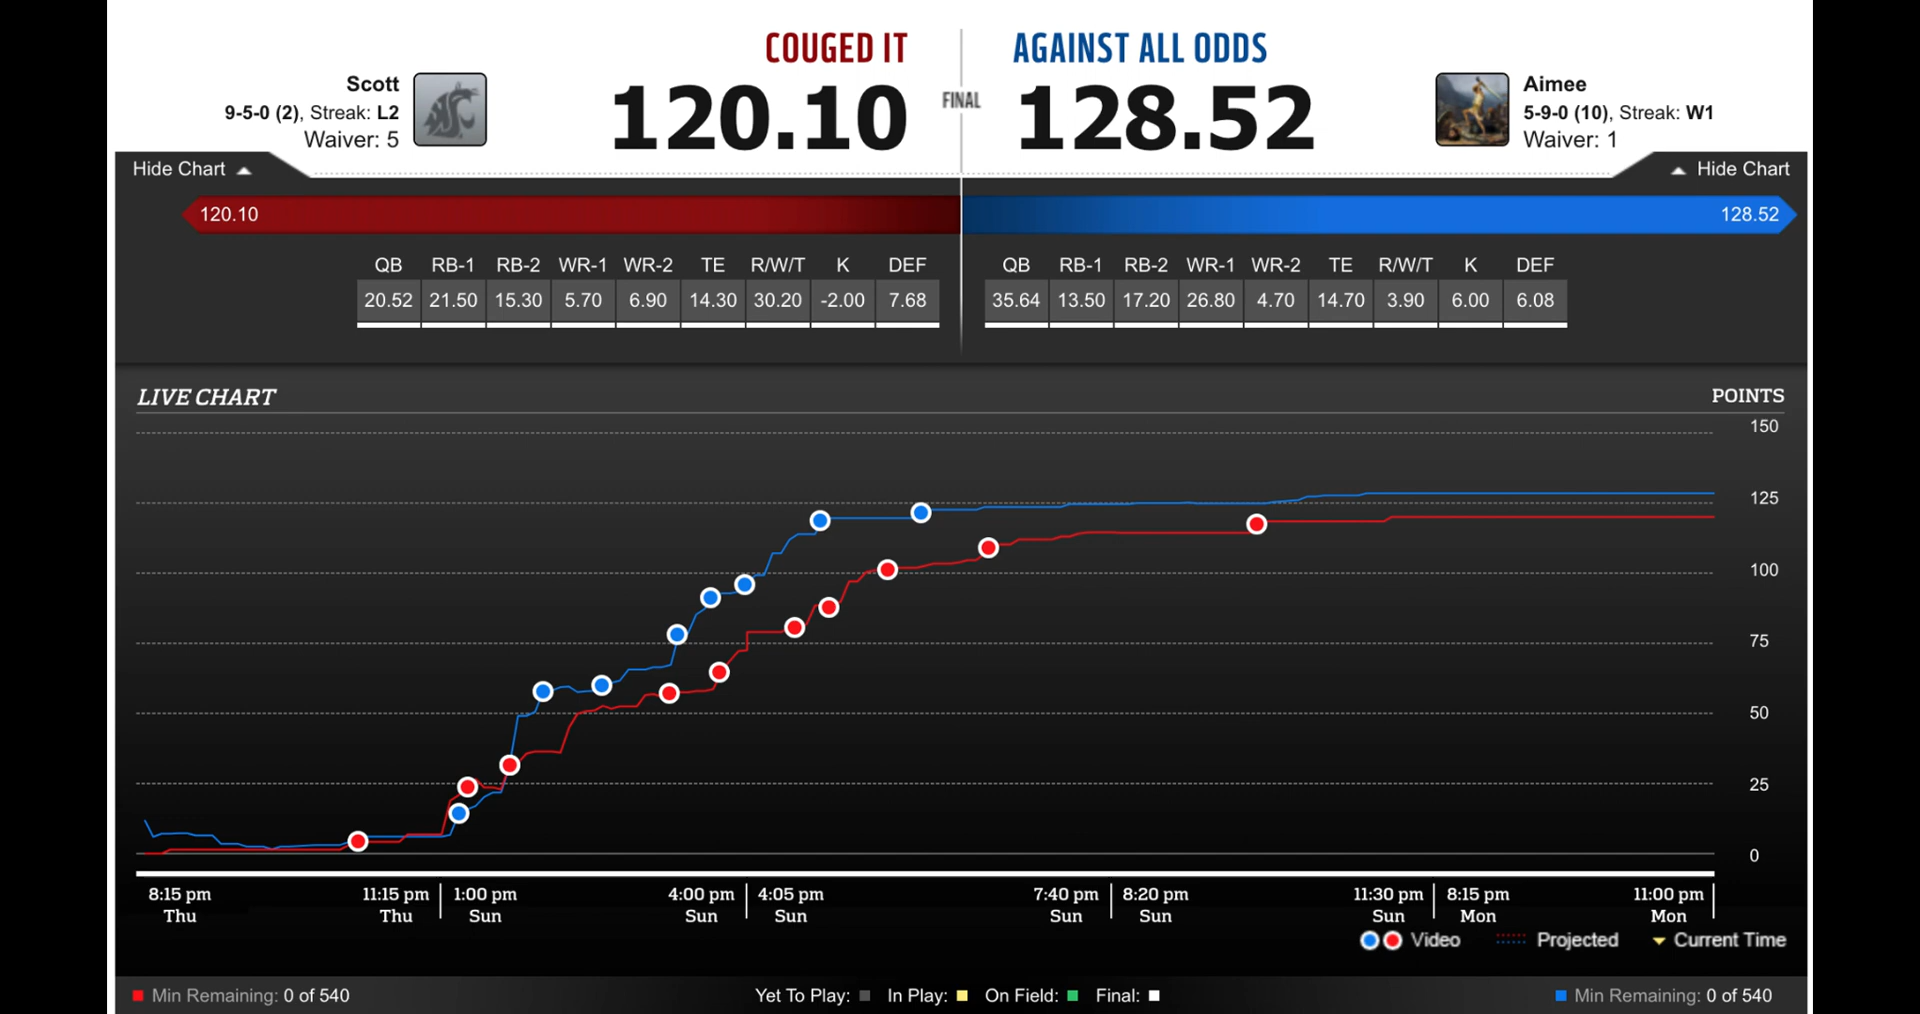 COUGED IT
AGAINST ALL ODDS
Scott
9-5-0 (2), Streak: L2
Waiver: 5
120.10
FINAL
128.52
Aimee
5-9-0 (10), Streak: W1
Waiver: 1
Hide Chart
Hide Chart
120.10
128.52
QB RB-1 RB-2 WR-1 WR-2 TE R/W/T K DEF
20.52 21.50 15.30 5.70 6.90 14.30 30.20 -2.00 7.68
QB RB-1 RB-2 WR-1 WR-2 TE R/W/T K DEF
35.64 13.50 17.20 26.80 4.70 14.70 3.90 6.00 6.08
LIVE CHART
POINTS
150
125
100
75
50
25
0
8:15 pm 11:15 pm 1:00 pm 4:00 pm 4:05 pm 7:40 pm 8:20 pm 11:30 pm 8:15 pm 11:00 pm
Thu Thu Sun Sun Sun Sun Sun Sun Mon Mon
Video Projected Current Time
Min Remaining: 0 of 540
Yet To Play: In Play: On Field: Final:
Min Remaining: 0 of 540